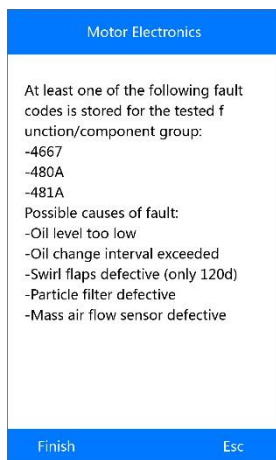 Motor Electronics
At least one of the following fault
codes is stored for the tested f
unction/component group:
-4667
-480A
-481A
Possible causes of fault:
-Oil level too low
-Oil change interval exceeded
-Swirl flaps defective (only 120d)
-Particle filter defective
-Mass air flow sensor defective
Finish Esc